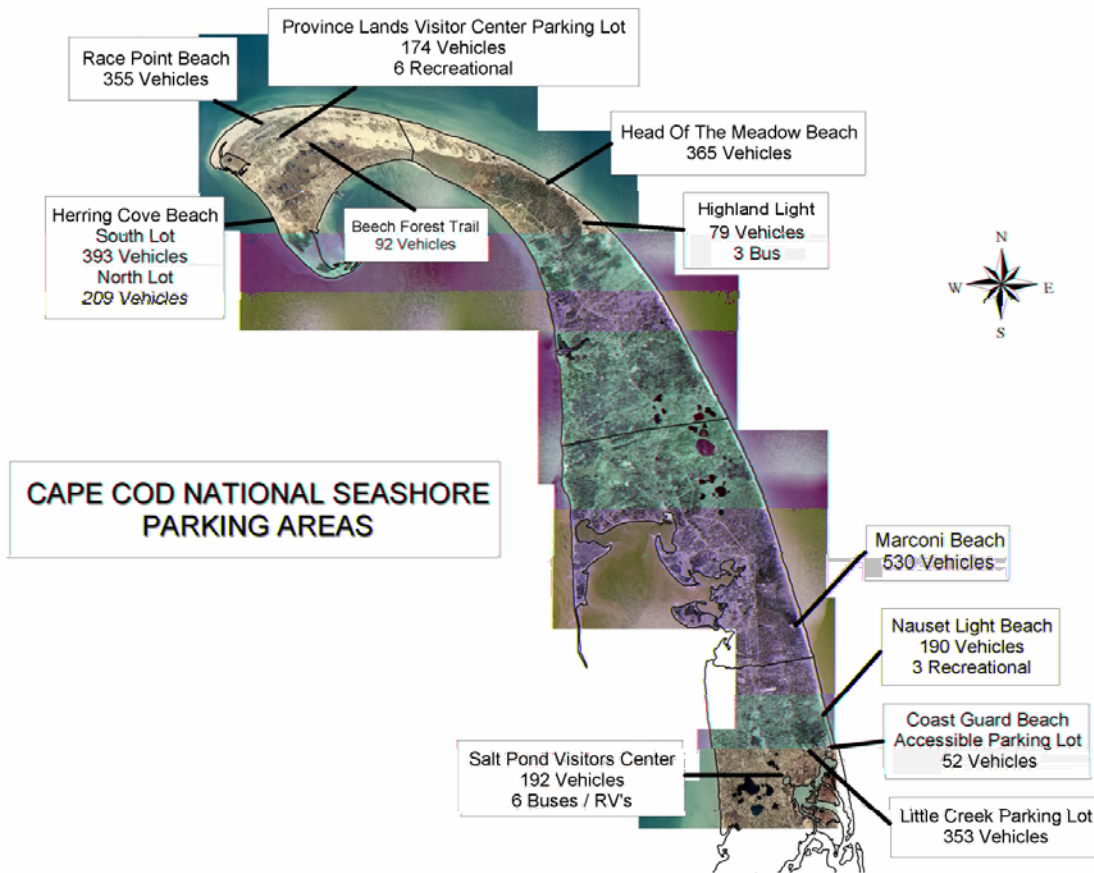 Province Lands Visitor Center Parking Lot
174 Vehicles
6 Recreational
Race Point Beach
355 Vehicles
Head Of The Meadow Beach
365 Vehicles
Herring Cove Beach
South Lot
393 Vehicles
North Lot
209 Vehicles
Beech Forest Trail
92 Vehicles
Highland Light
79 Vehicles
3 Bus
N
W
E
S
CAPE COD NATIONAL SEASHORE
PARKING AREAS
Marconi Beach
530 Vehicles
Nauset Light Beach
190 Vehicles
3 Recreational
Coast Guard Beach
Accessible Parking Lot
52 Vehicles
Salt Pond Visitors Center
192 Vehicles
6 Buses / RV's
Little Creek Parking Lot
353 Vehicles